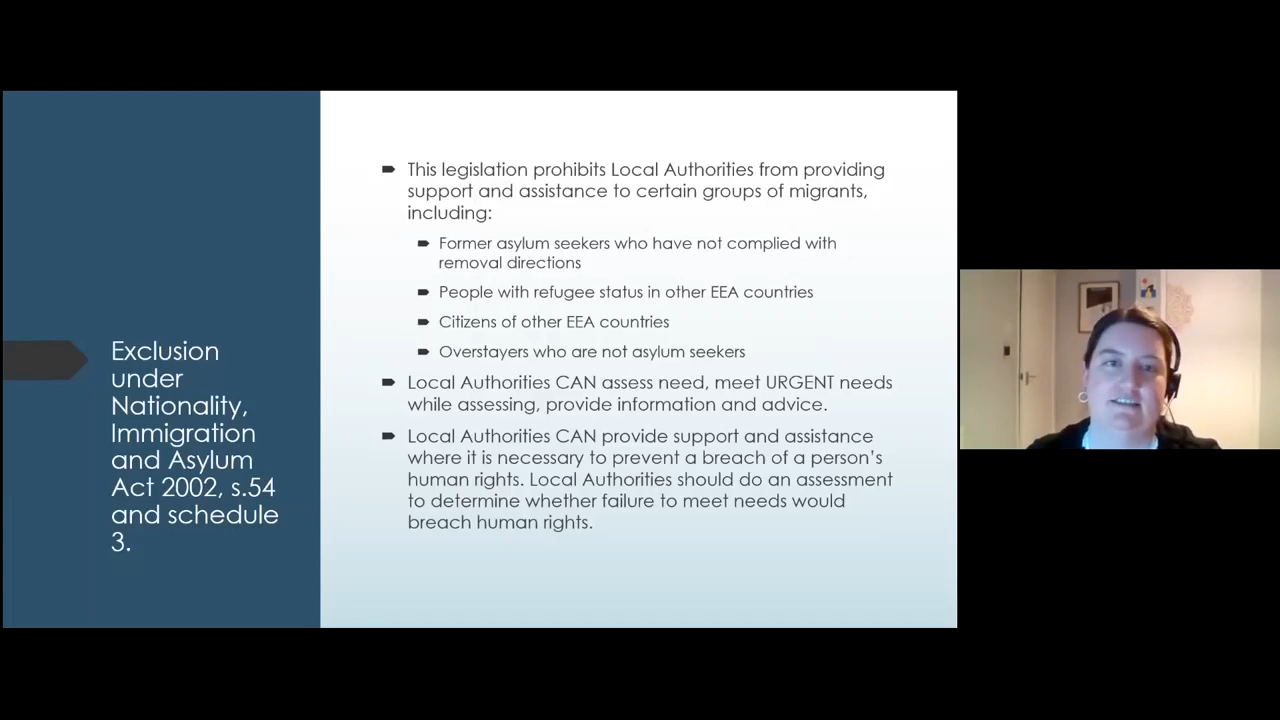 Exclusion
under
Nationality,
Immigration
and Asylum
Act 2002, s.54
and schedule
3.
This legislation prohibits Local Authorities from providing
support and assistance to certain groups of migrants,
including:
Former asylum seekers who have not complied with
removal directions
People with refugee status in other EEA countries
Citizens of other EEA countries
Overstayers who are not asylum seekers
Local Authorities CAN assess need, meet URGENT needs
while assessing, provide information and advice.
Local Authorities CAN provide support and assistance
where it is necessary to prevent a breach of a person’s
human rights. Local Authorities should do an assessment
to determine whether failure to meet needs would
breach human rights.